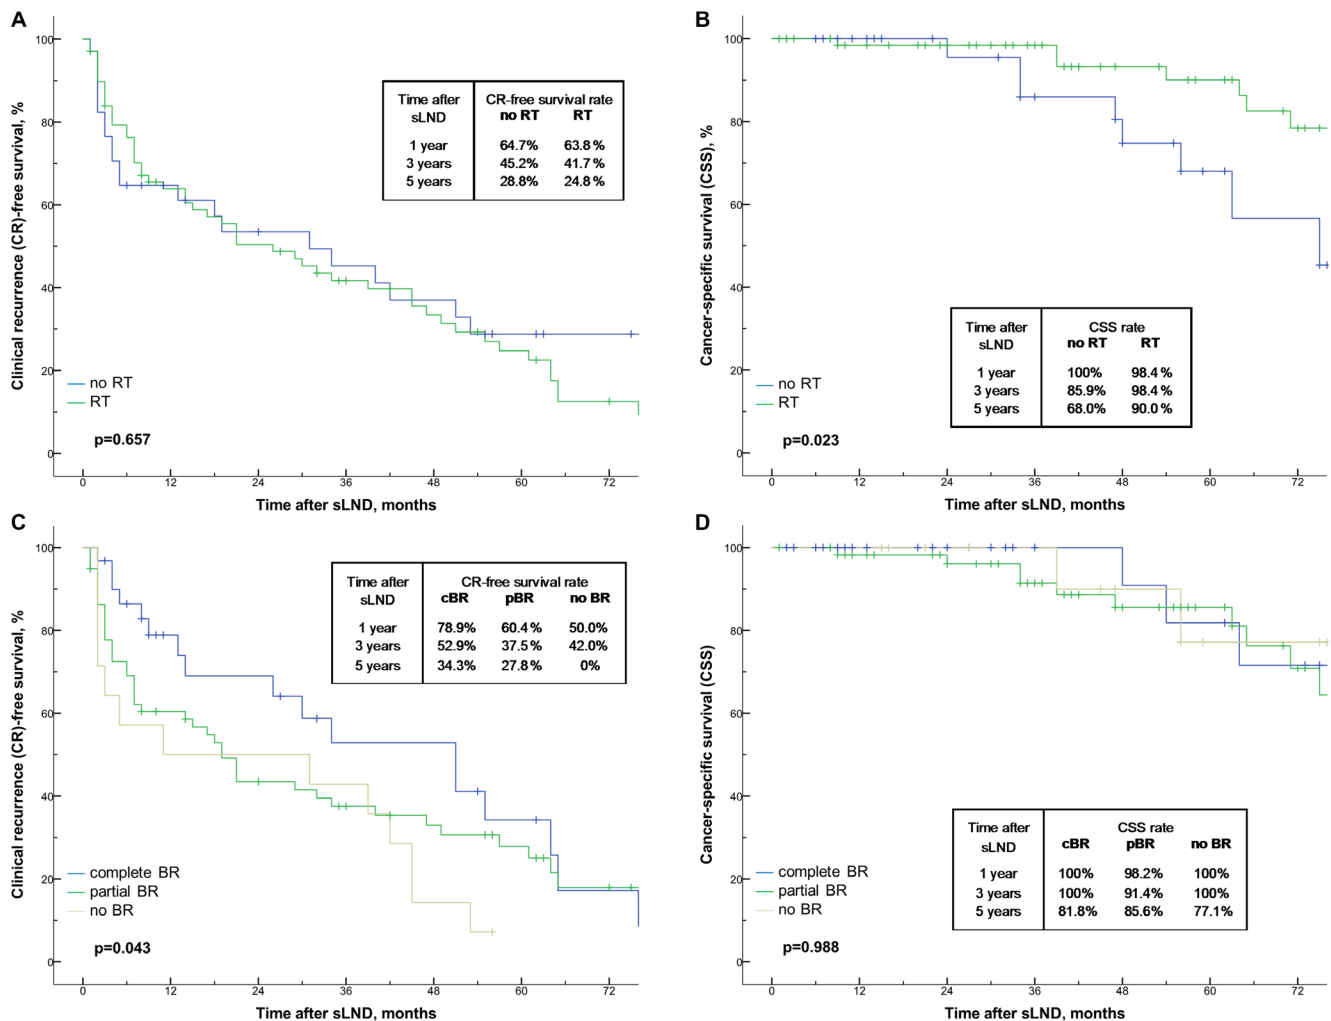 A
Clinical recurrence (CR)-free survival, %
100
80
60
40
20
0
Time after sLND
CR-free survival rate
no RT RT
1 year 64.7% 63.8 %
3 years 45.2% 41.7 %
5 years 28.8% 24.8 %
no RT
RT
p=0.657
0 12 24 36 48 60 72
Time after sLND, months
B
Cancer-specific survival (CSS), %
100
80
60
40
20
0
Time after sLND
CSS rate
no RT RT
1 year 100% 98.4 %
3 years 85.9% 98.4 %
5 years 68.0% 90.0 %
no RT
RT
p=0.023
0 12 24 36 48 60 72
Time after sLND, months
C
Clinical recurrence (CR)-free survival, %
100
80
60
40
20
0
Time after sLND
CR-free survival rate
cBR pBR no BR
1 year 78.9% 60.4 % 50.0%
3 years 52.9% 37.5 % 42.0%
5 years 34.3% 27.8 % 0%
complete BR
partial BR
no BR
p=0.043
0 12 24 36 48 60 72
Time after sLND, months
D
Cancer-specific survival (CSS)
100
80
60
40
20
0
Time after sLND
CSS rate
cBR pBR no BR
1 year 100% 98.2% 100%
3 years 100% 91.4% 100%
5 years 81.8% 85.6% 77.1%
complete BR
partial BR
no BR
p=0.988
0 12 24 36 48 60 72
Time after sLND, months